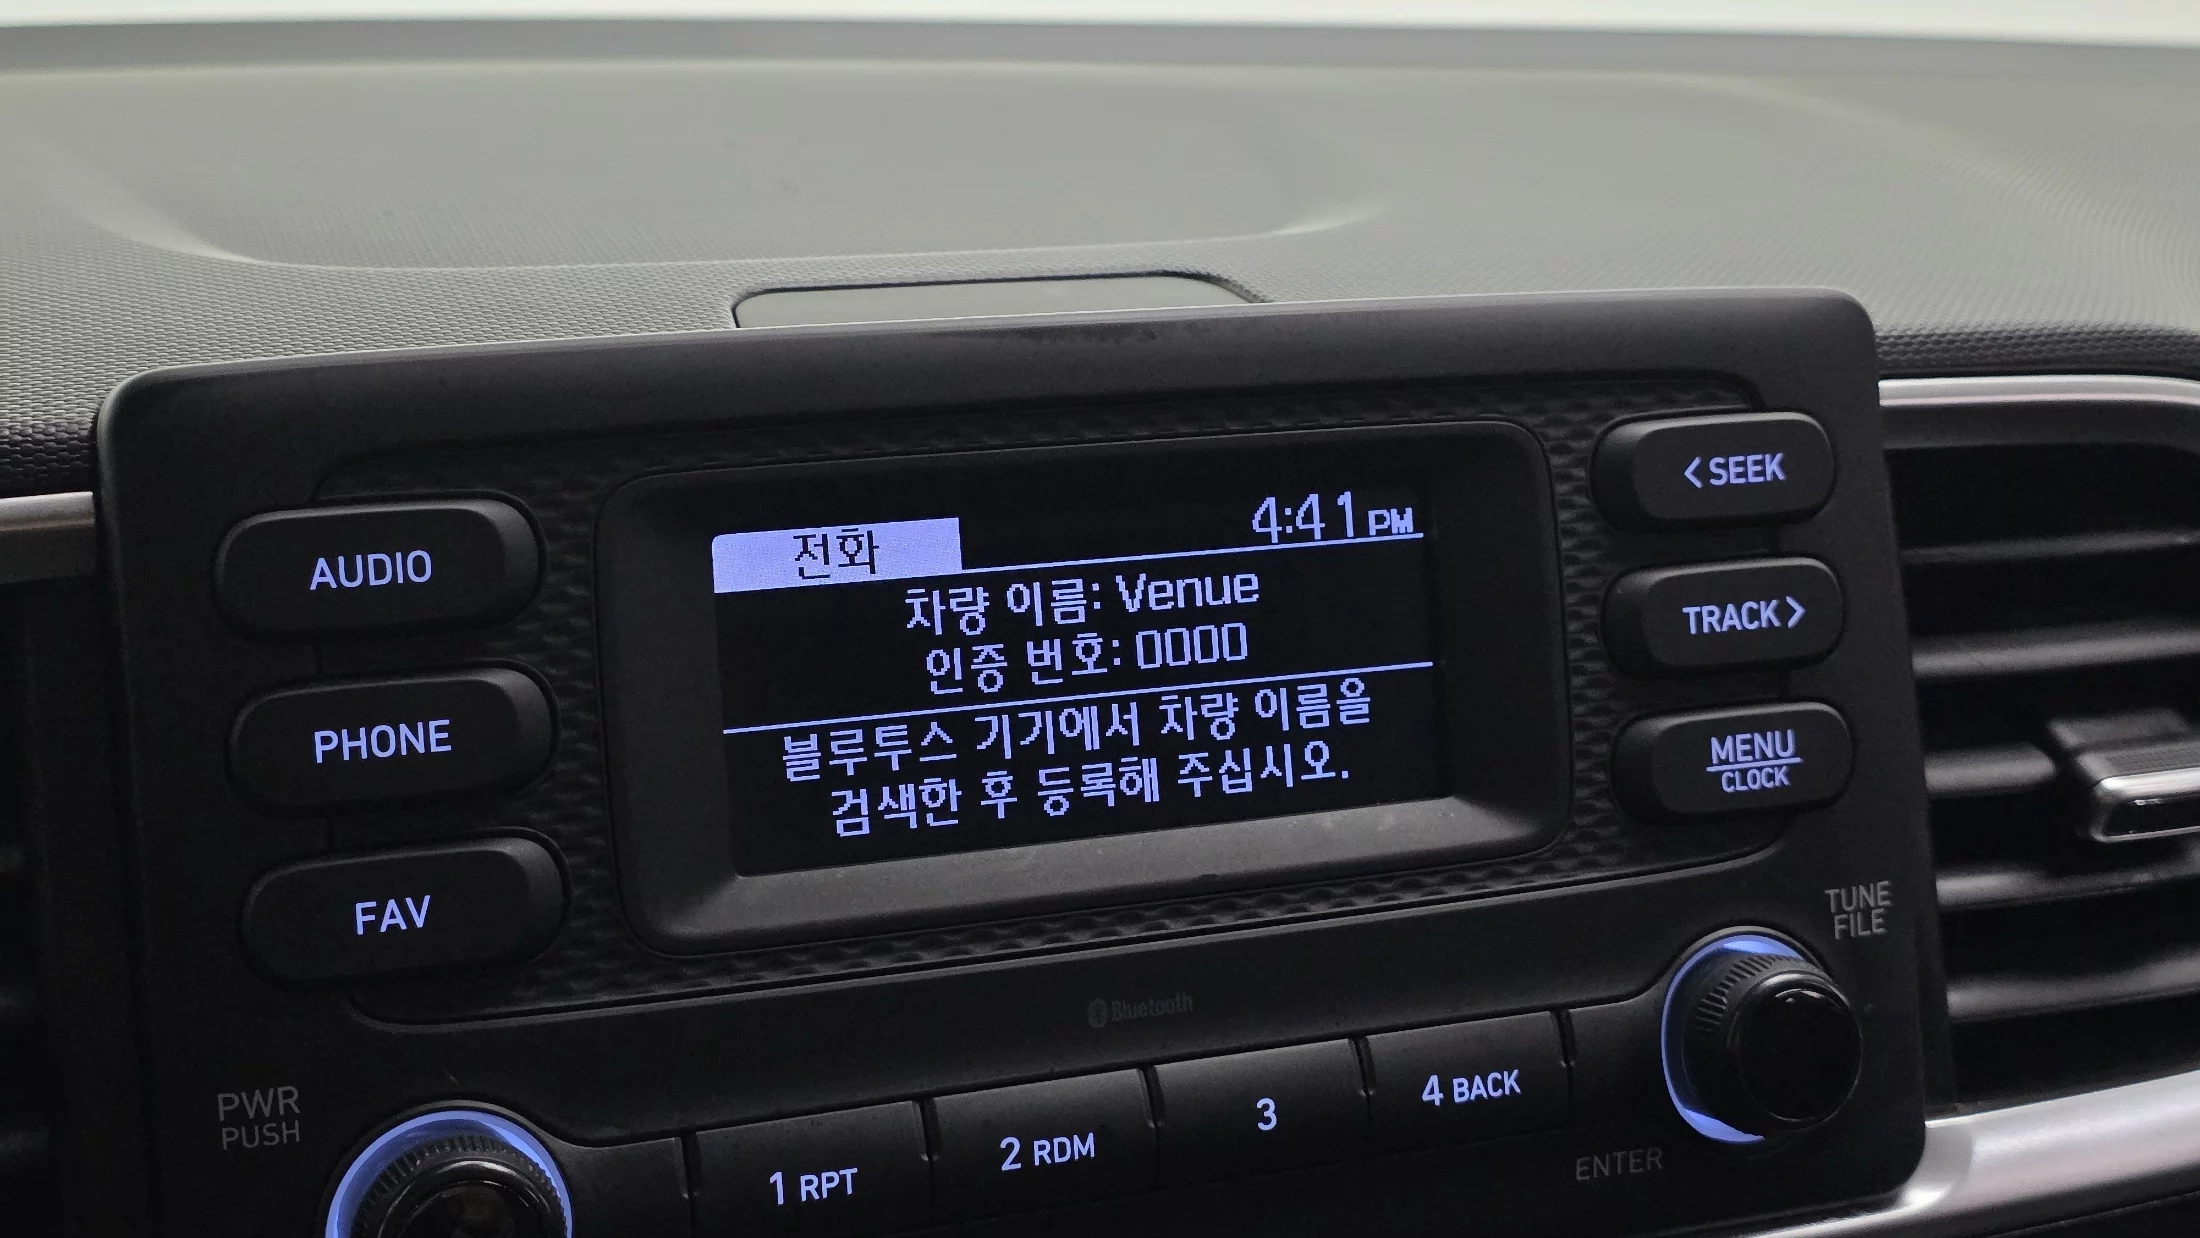 전화
4:41 PM
차량 이름: Venue
인증 번호: 0000
블루투스 기기에서 차량 이름을
검색한 후 등록해 주십시오.
AUDIO
PHONE
FAV
<SEEK
TRACK>
MENU
CLOCK
TUNE
FILE
Bluetooth
PWR
PUSH
1 RPT
2 RDM
3
4 BACK
ENTER